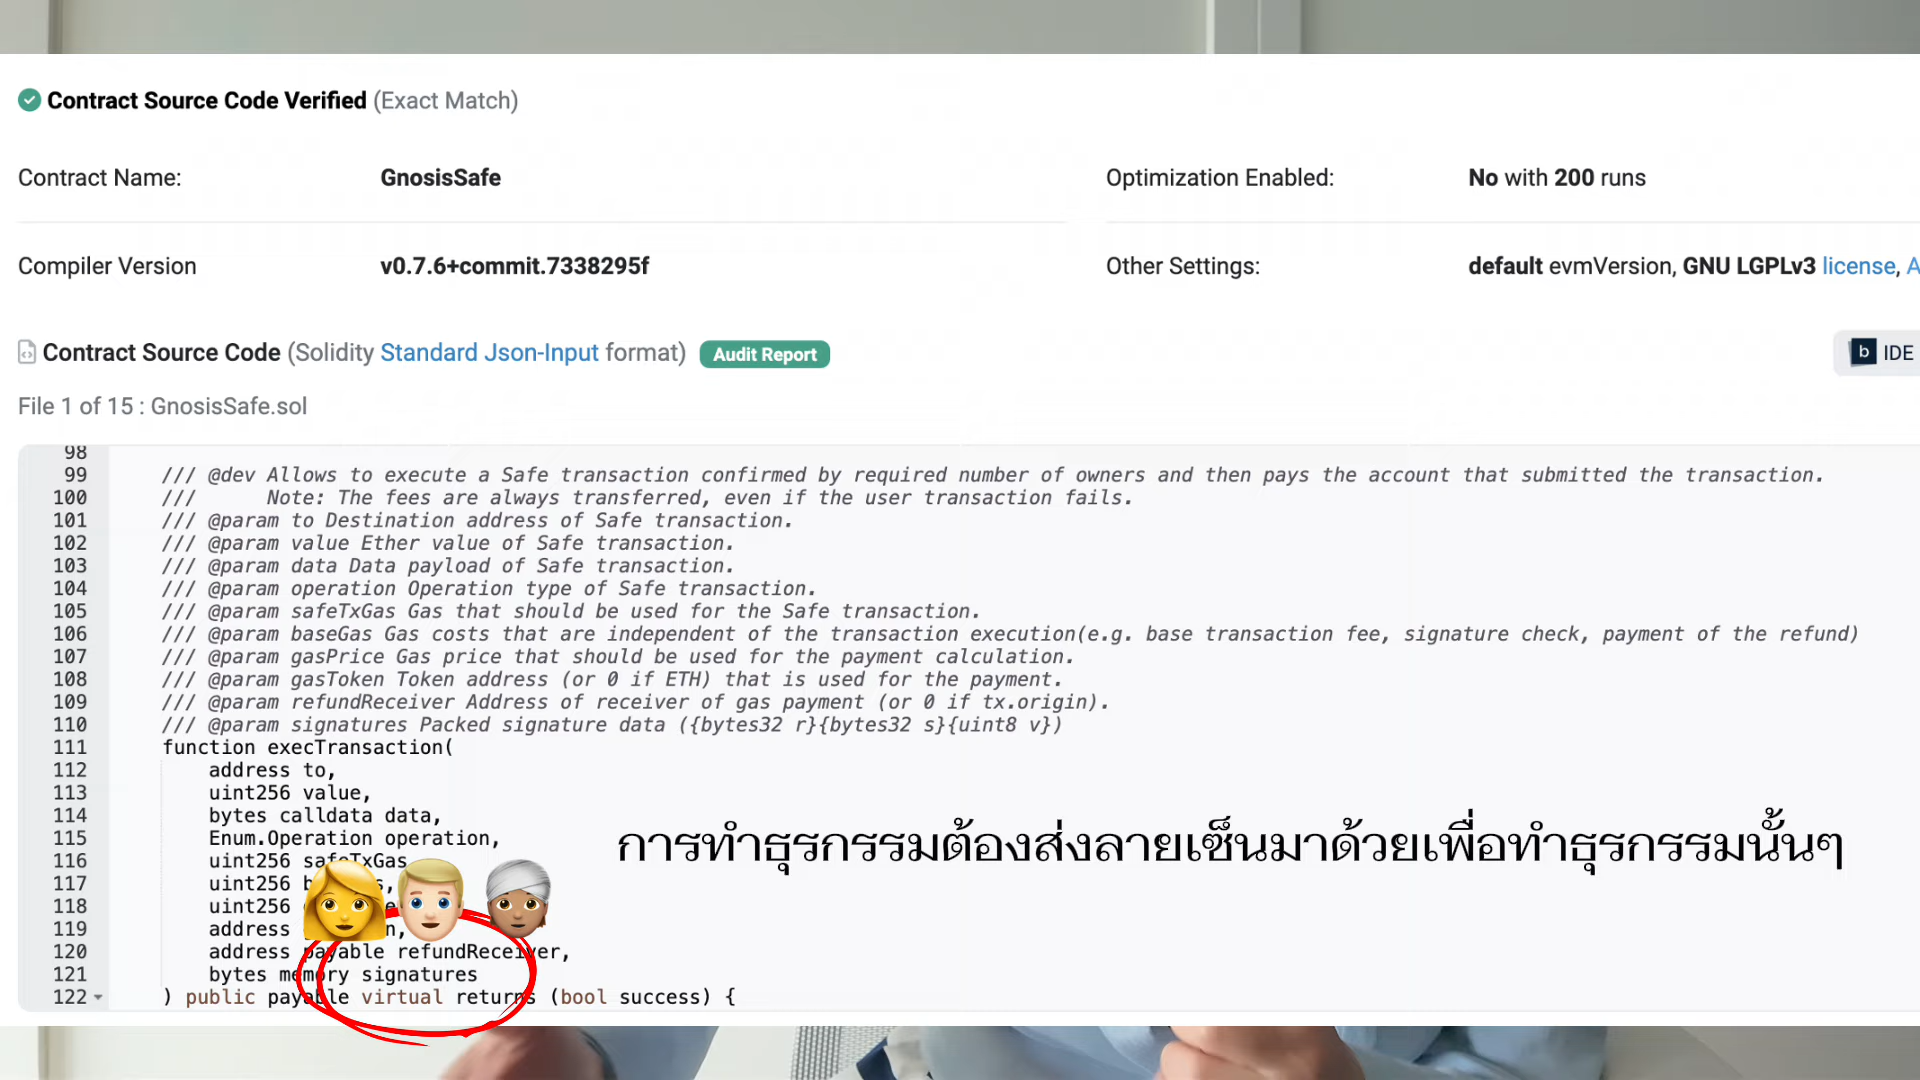 Contract Source Code Verified (Exact Match)
Contract Name: GnosisSafe Optimization Enabled: No with 200 runs
Compiler Version v0.7.6+commit.7338295f Other Settings: default evmVersion, GNU LGPLv3 license, A
Contract Source Code (Solidity Standard Json-Input format) Audit Report
b IDE
File 1 of 15 : GnosisSafe.sol
98
99 /// @dev Allows to execute a Safe transaction confirmed by required number of owners and then pays the account that submitted the transaction.
100 /// Note: The fees are always transferred, even if the user transaction fails.
101 /// @param to Destination address of Safe transaction.
102 /// @param value Ether value of Safe transaction.
103 /// @param data Data payload of Safe transaction.
104 /// @param operation Operation type of Safe transaction.
105 /// @param safeTxGas Gas that should be used for the Safe transaction.
106 /// @param baseGas Gas costs that are independent of the transaction execution(e.g. base transaction fee, signature check, payment of the refund)
107 /// @param gasPrice Gas price that should be used for the payment calculation.
108 /// @param gasToken Token address (or 0 if ETH) that is used for the payment.
109 /// @param refundReceiver Address of receiver of gas payment (or 0 if tx.origin).
110 /// @param signatures Packed signature data ({bytes32 r}{bytes32 s}{uint8 v})
111 function execTransaction(
112 address to,
113 uint256 value,
114 bytes calldata data,
115 Enum.Operation operation,
116 uint256 safeTxGas
117 uint256
118 uint256
119 address
120 address payable refundReceiver,
121 bytes memory signatures
122 ) public payable virtual returns (bool success) {
การทำธุรกรรมต้องส่งลายเซ็นมาด้วยเพื่อทำธุรกรรมนั้นๆ